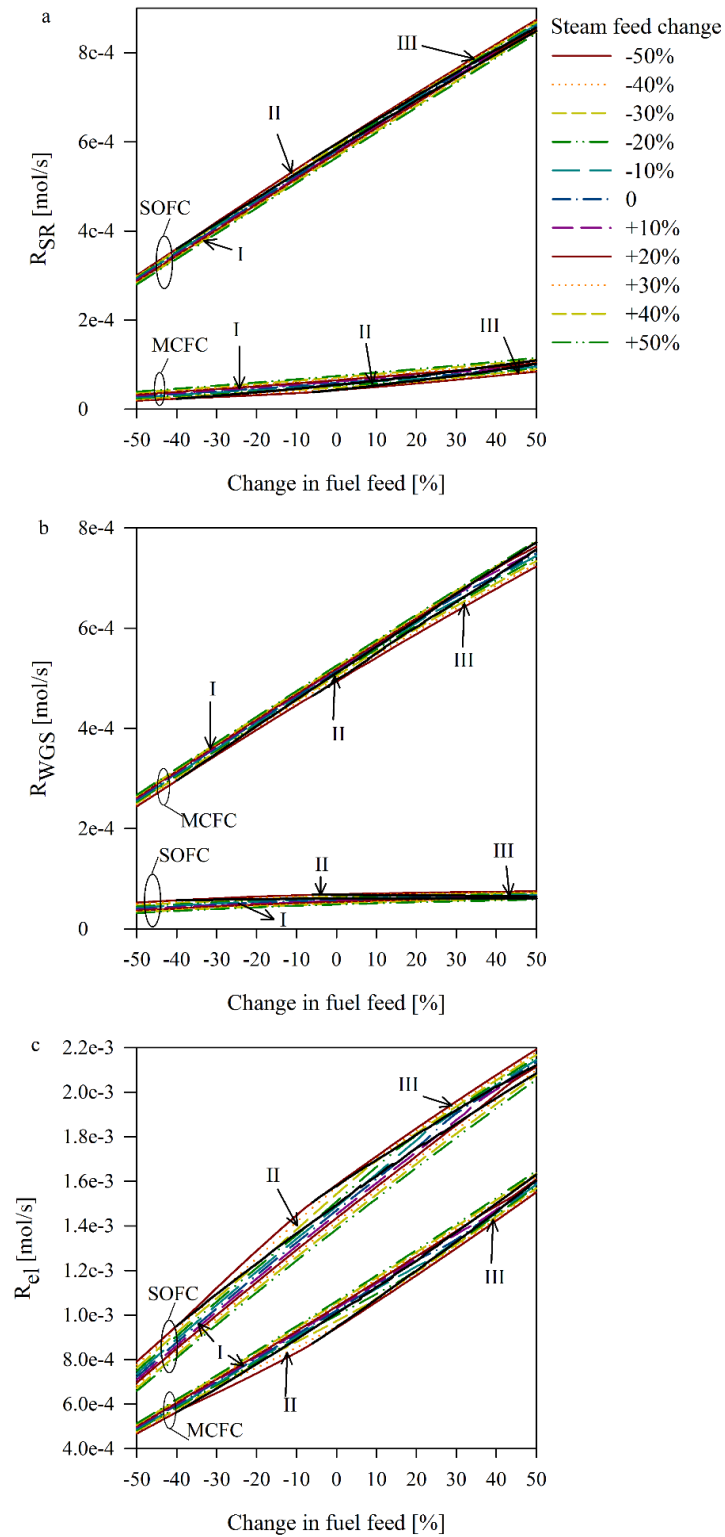 a
Steam feed change
-50%
-40%
-30%
-20%
-10%
0
+10%
+20%
+30%
+40%
+50%
8e-4
6e-4
4e-4
2e-4
0
R_SR [mol/s]
III
II
SOFC
I
I
II
III
MCFC
-50 -40 -30 -20 -10 0 10 20 30 40 50
Change in fuel feed [%]
b
8e-4
6e-4
4e-4
2e-4
0
R_WGS [mol/s]
I
II
III
MCFC
SOFC
II
III
I
-50 -40 -30 -20 -10 0 10 20 30 40 50
Change in fuel feed [%]
c
2.2e-3
2.0e-3
1.8e-3
1.6e-3
1.4e-3
1.2e-3
1.0e-3
8.0e-4
6.0e-4
4.0e-4
R_el [mol/s]
III
II
SOFC
I
III
II
MCFC
-50 -40 -30 -20 -10 0 10 20 30 40 50
Change in fuel feed [%]